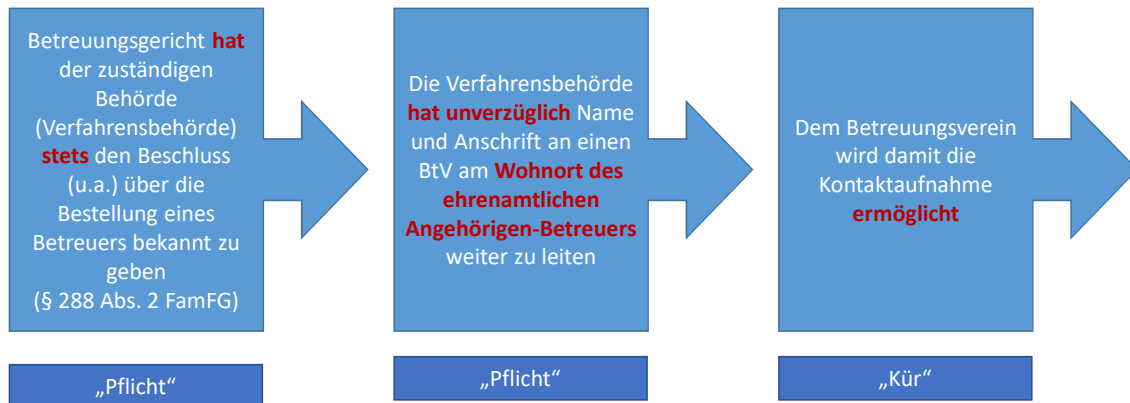 Betreuungsgericht hat
der zuständigen
Behörde
(Verfahrensbehörde)
stets den Beschluss
(u.a.) über die
Bestellung eines
Betreuers bekannt zu
geben
(§ 288 Abs. 2 FamFG)
„Pflicht“
Die Verfahrensbehörde
hat unverzüglich Name
und Anschrift an einen
BtV am Wohnort des
ehrenamtlichen
Angehörigen-Betreuers
weiter zu leiten
„Pflicht“
Dem Betreuungsverein
wird damit die
Kontaktaufnahme
ermöglicht
„Kür“